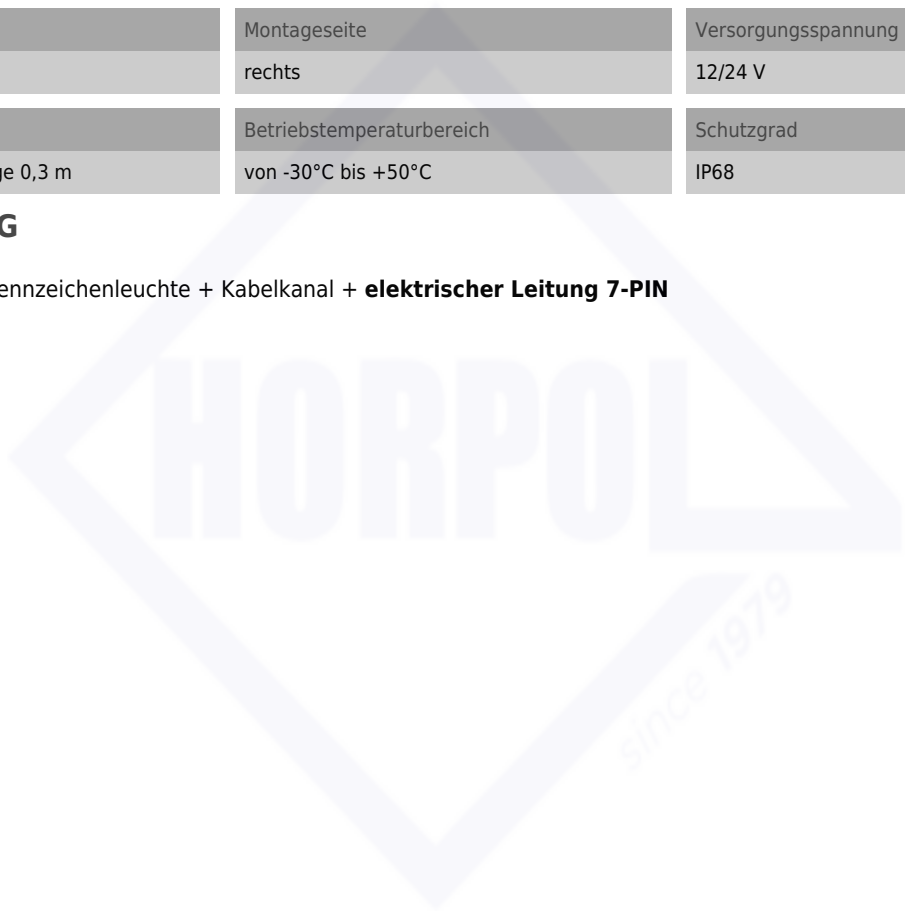 Montageseite Versorgungsspannung
rechts 12/24 V
Betriebstemperaturbereich Schutzgrad
ge 0,3 m von -30°C bis +50°C IP68
G
ennzeichenleuchte + Kabelkanal + elektrischer Leitung 7-PIN
HORPOL
since 1979